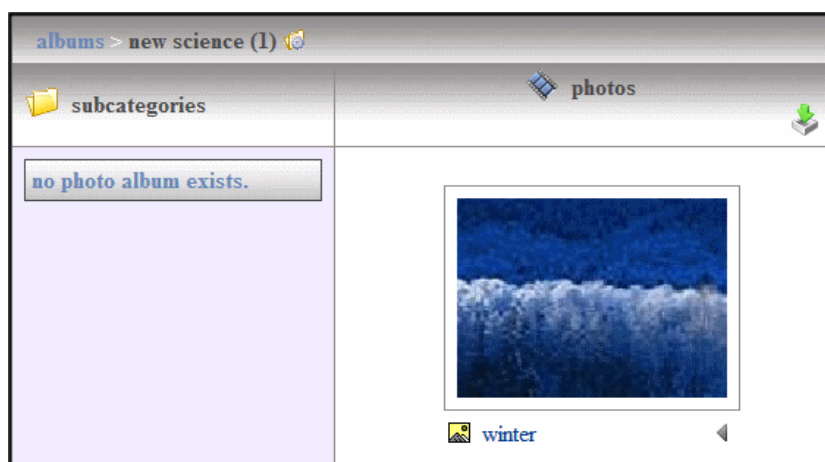 albums > new science (1)
subcategories
photos
no photo album exists.
winter